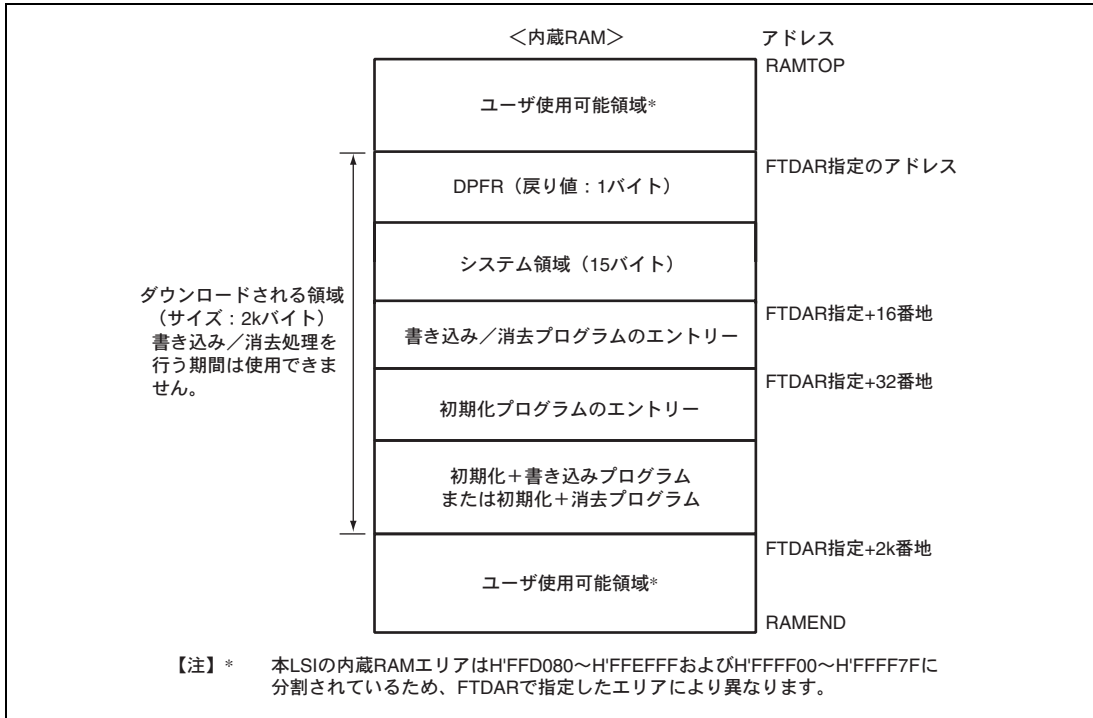 <内蔵RAM>
アドレス
RAMTOP
ユーザ使用可能領域*
FTDAR指定のアドレス
DPFR（戻り値：1バイト）
システム領域（15バイト）
ダウンロードされる領域
（サイズ：2kバイト）
書き込み／消去処理を
行う期間は使用できま
せん。
FTDAR指定+16番地
書き込み／消去プログラムのエントリー
FTDAR指定+32番地
初期化プログラムのエントリー
初期化＋書き込みプログラム
または初期化＋消去プログラム
FTDAR指定+2k番地
ユーザ使用可能領域*
RAMEND
【注】* 本LSIの内蔵RAMエリアはH'FFD080～H'FFEFFFおよびH'FFFF00～H'FFFF7Fに
分割されているため、FTDARで指定したエリアにより異なります。